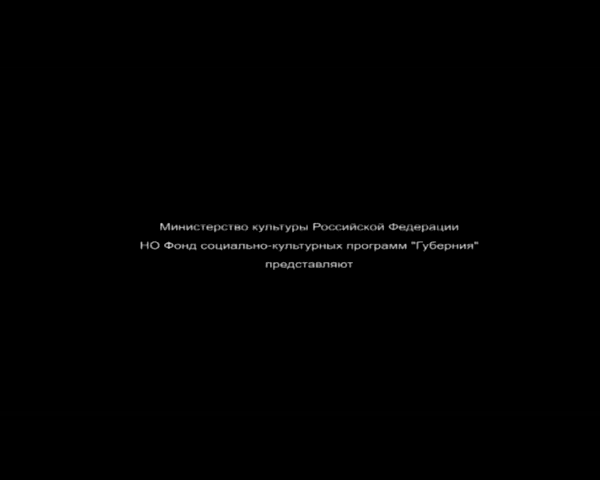 Министерство культуры Российской Федерации
НО Фонд социально-культурных программ "Губерния"
представляют